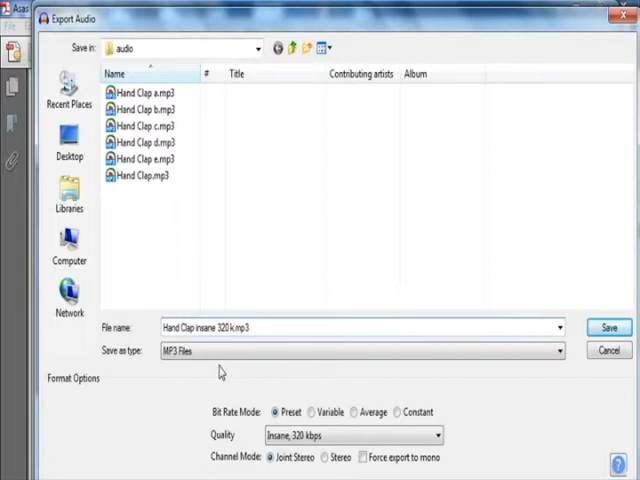 Asas
Export Audio
File
Save in: audio
Name # Title Contributing artists Album
Hand Clap a.mp3
Hand Clap b.mp3
Hand Clap c.mp3
Hand Clap d.mp3
Hand Clap e.mp3
Hand Clap.mp3
Recent Places
Desktop
Libraries
Computer
Network
File name: Hand Clap insane 320 k.mp3 Save
Save as type: MP3 Files Cancel
Format Options
Bit Rate Mode: Preset Variable Average Constant
Quality Insane, 320 kbps
Channel Mode: Joint Stereo Stereo Force export to mono